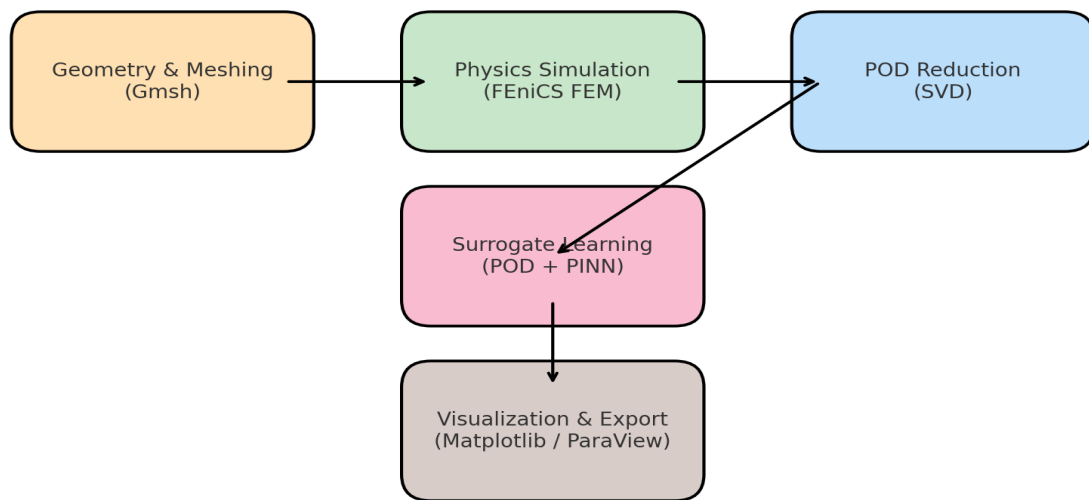 Geometry & Meshing
(Gmsh)
Physics Simulation
(FEniCS FEM)
POD Reduction
(SVD)
Surrogate Learning
(POD + PINN)
Visualization & Export
(Matplotlib / ParaView)